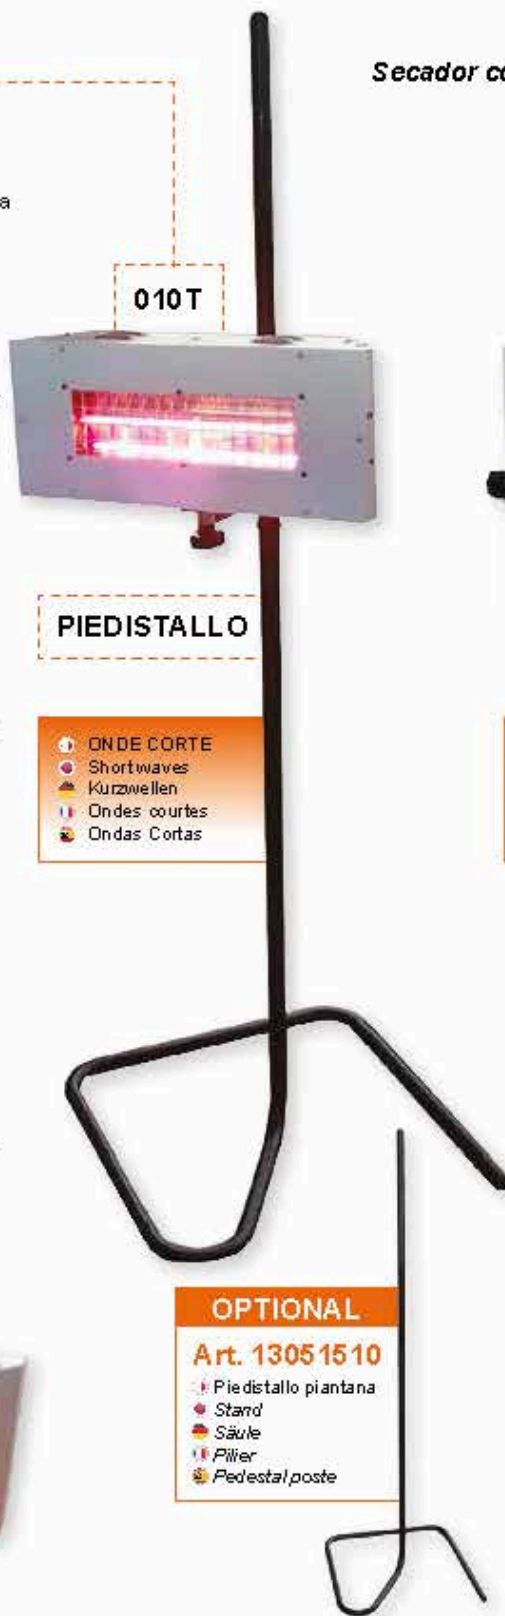 Secador co
a
010T
PIEDISTALLO
ONDE CORTE
Shortwaves
Kurzwellen
Ondes courtes
Ondas Cortas
OPTIONAL
Art. 13051510
Piedistallo piantana
Stand
Säule
Pilier
Pedestal poste